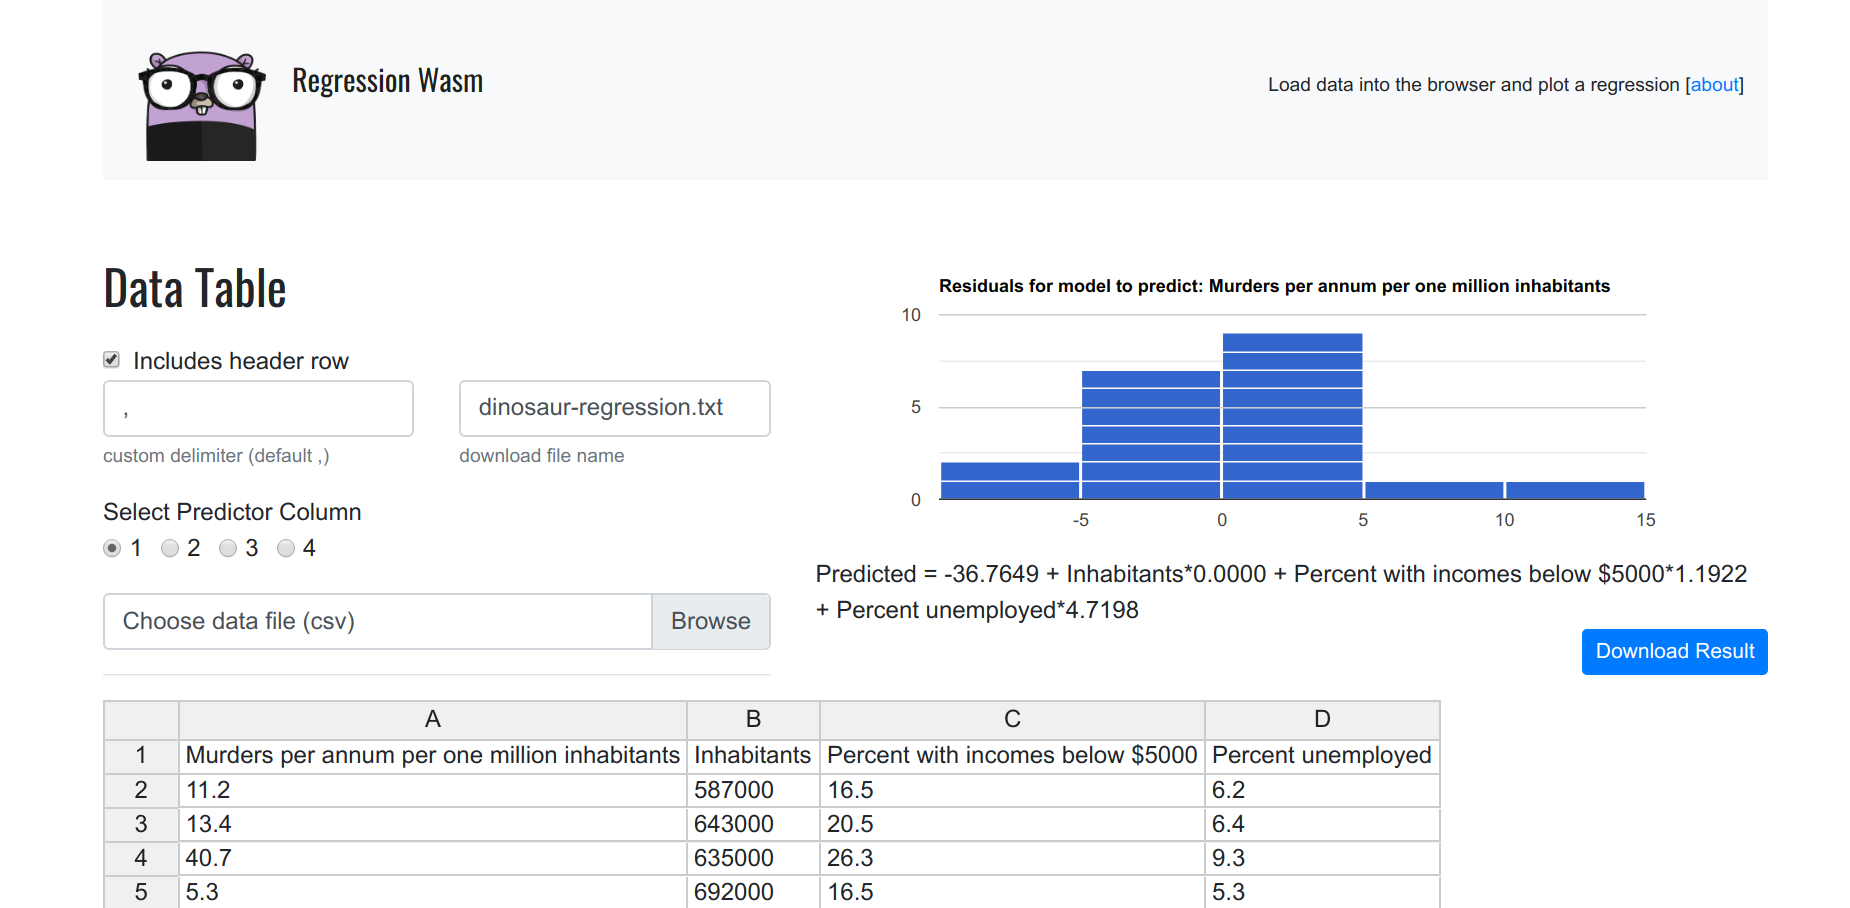 Regression Wasm
Load data into the browser and plot a regression [about]
Data Table
Includes header row
,
dinosaur-regression.txt
custom delimiter (default ,)
download file name
Select Predictor Column
1 2 3 4
Choose data file (csv)
Browse
Residuals for model to predict: Murders per annum per one million inhabitants
10
5
0
-5 0 5 10 15
Predicted = -36.7649 + Inhabitants*0.0000 + Percent with incomes below $5000*1.1922
+ Percent unemployed*4.7198
Download Result
A B C D
1 Murders per annum per one million inhabitants Inhabitants Percent with incomes below $5000 Percent unemployed
2 11.2 587000 16.5 6.2
3 13.4 643000 20.5 6.4
4 40.7 635000 26.3 9.3
5 5.3 692000 16.5 5.3